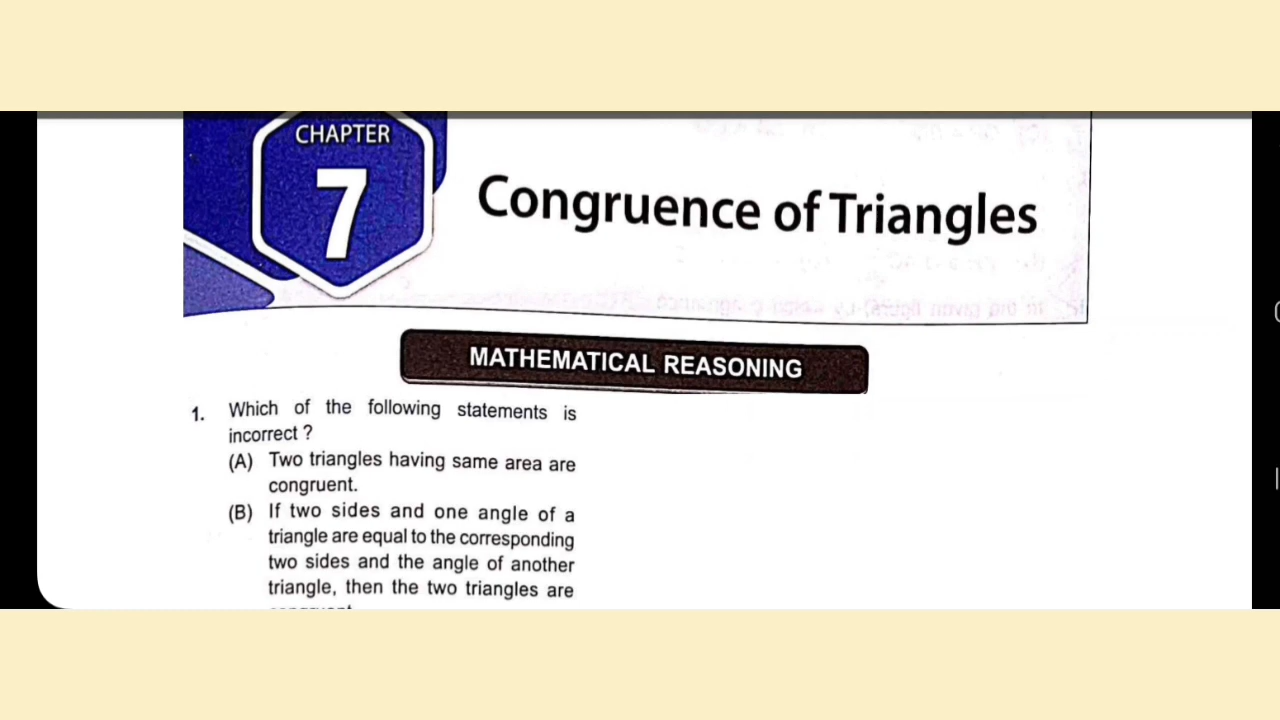 CHAPTER
7
Congruence of Triangles
MATHEMATICAL REASONING
1. Which of the following statements is
incorrect ?
(A) Two triangles having same area are
congruent.
(B) If two sides and one angle of a
triangle are equal to the corresponding
two sides and the angle of another
triangle, then the two triangles are